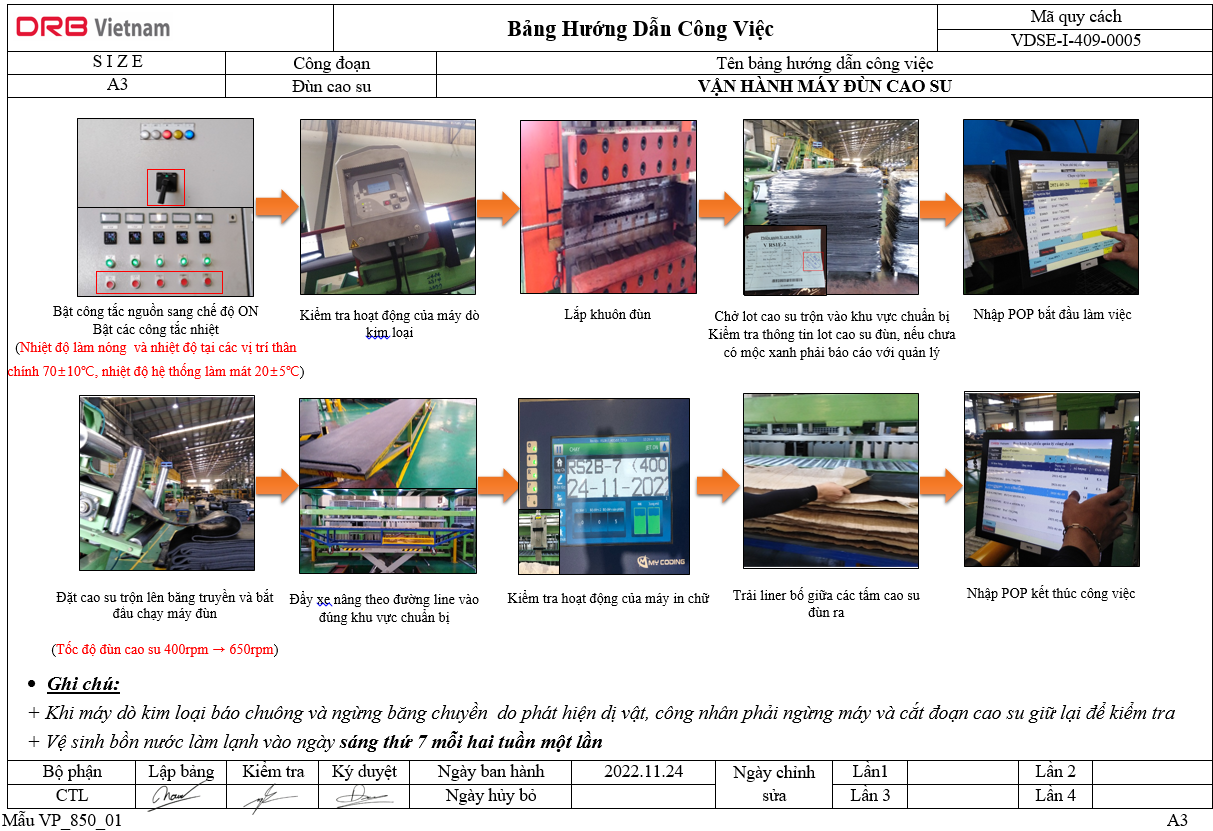 DRB Vietnam
Bảng Hướng Dẫn Công Việc
Mã quy cách
VDSE-I-409-0005
S I Z E
Công đoạn
Tên bảng hướng dẫn công việc
A3
Đùn cao su
VẬN HÀNH MÁY ĐÙN CAO SU
Bật công tắc nguồn sang chế độ ON
Bật các công tắc nhiệt
(Nhiệt độ làm nóng và nhiệt độ tại các vị trí thân
chính 70±10℃, nhiệt độ hệ thống làm mát 20±5℃)
Kiểm tra hoạt động của máy dò
kim loại
Lắp khuôn đùn
Chở lot cao su trộn vào khu vực chuẩn bị
Kiểm tra thông tin lot cao su đùn, nếu chưa
có mộc xanh phải báo cáo với quản lý
Nhập POP bắt đầu làm việc
RS2B-7 (400
24-11-202
MY CODING
Đặt cao su trộn lên băng truyền và bắt
đầu chạy máy đùn
(Tốc độ đùn cao su 400rpm → 650rpm)
Đẩy xe nâng theo đường line vào
đúng khu vực chuẩn bị
Kiểm tra hoạt động của máy in chữ
Trải liner bố giữa các tấm cao su
đùn ra
Nhập POP kết thúc công việc
• Ghi chú:
+ Khi máy dò kim loại báo chuông và ngừng băng chuyền do phát hiện dị vật, công nhân phải ngừng máy và cắt đoạn cao su giữ lại để kiểm tra
+ Vệ sinh bồn nước làm lạnh vào ngày sáng thứ 7 mỗi hai tuần một lần
Bộ phận
Lập bảng
Kiểm tra
Ký duyệt
Ngày ban hành
2022.11.24
Ngày chỉnh
sửa
Lần1
Lần 2
CTL
Ngày hủy bỏ
Lần 3
Lần 4
Mẫu VP_850_01
A3